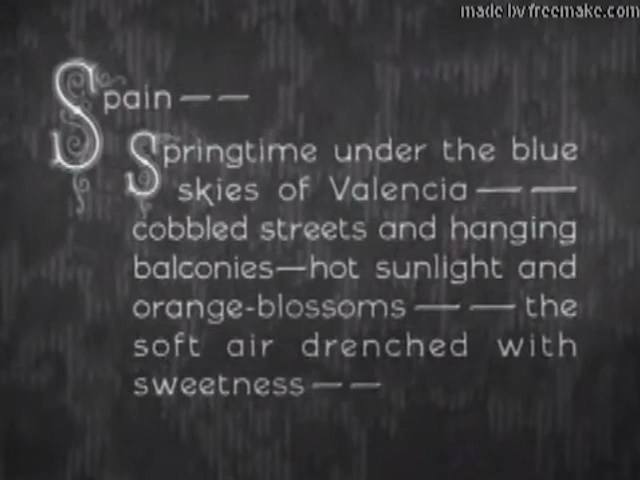 made by freemake.com
Spain — —
Springtime under the blue
skies of Valencia — —
cobbled streets and hanging
balconies—hot sunlight and
orange-blossoms — — the
soft air drenched with
sweetness — —